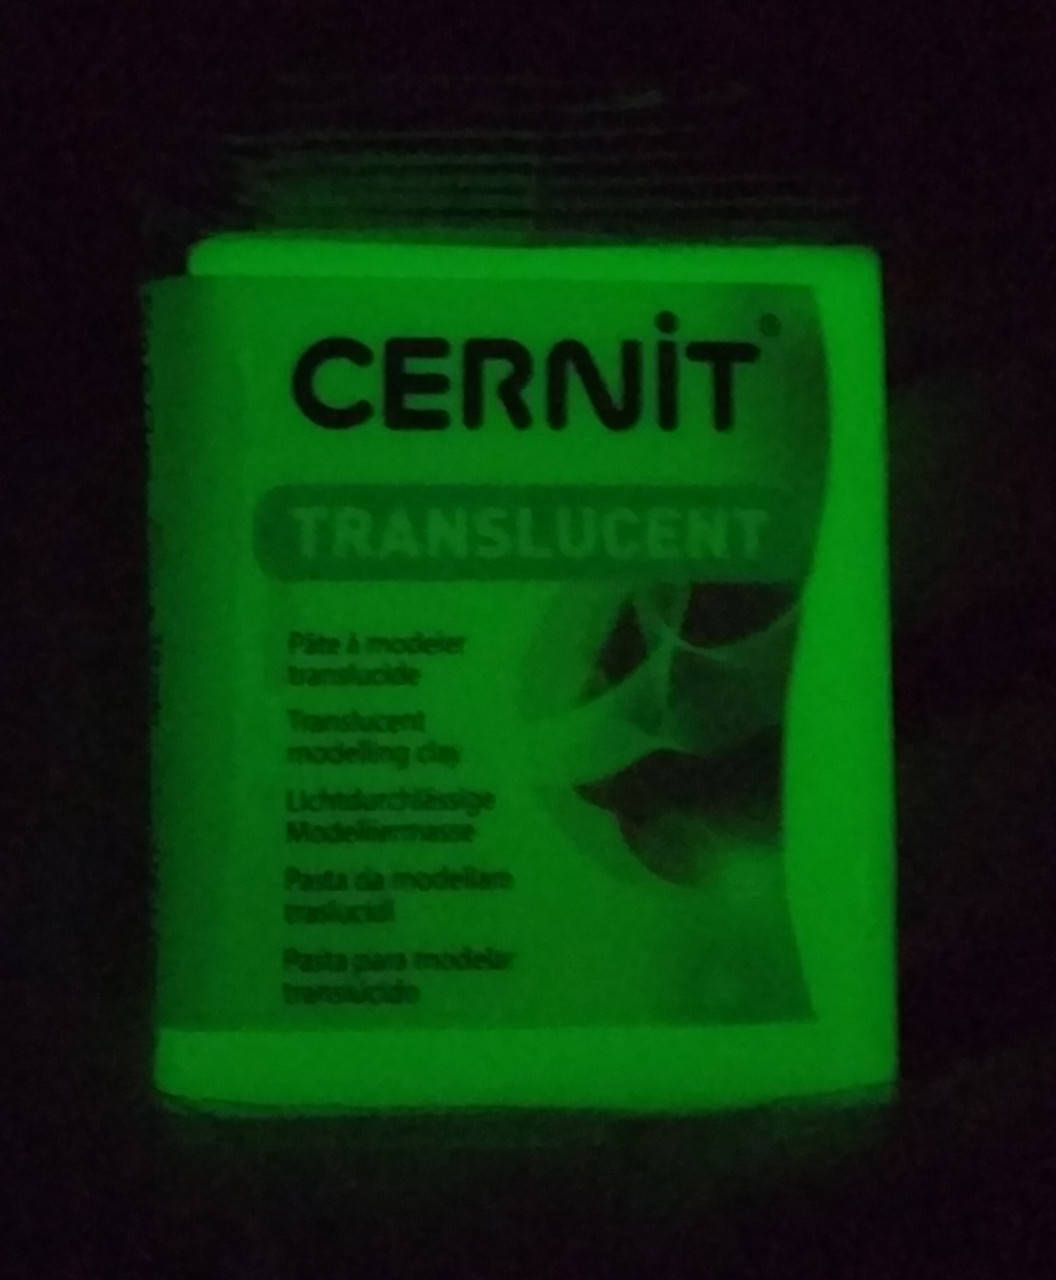 CERNiT®
TRANSLUCENT
Pâte à modeler
translucide
Translucent
modelling clay
Lichtdurchlässige
Modelliermasse
Pasta da modellare
traslucidi
Pasta para modelar
translúcido